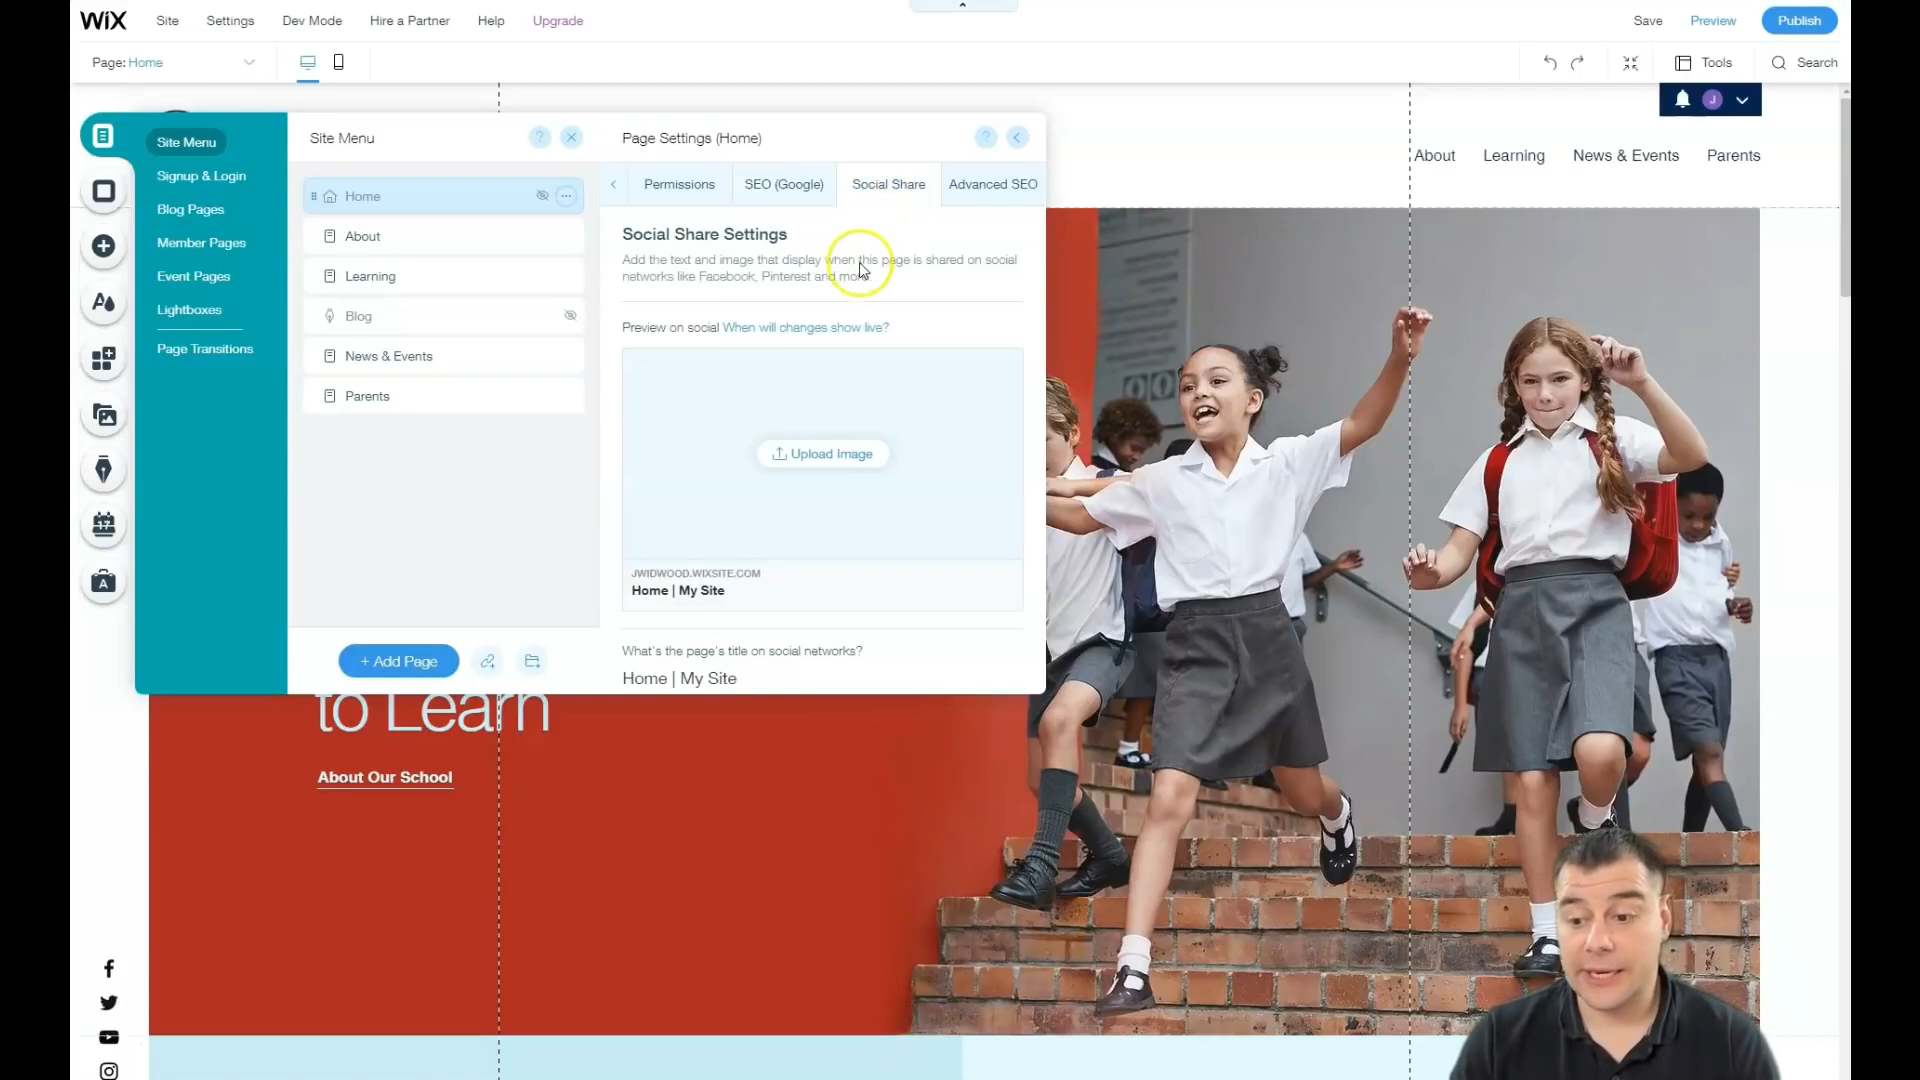 WIX Site Settings Dev Mode Hire a Partner Help Upgrade Save Preview Publish
Page: Home Tools Search
J
About Learning News & Events Parents
Site Menu
Signup & Login
Blog Pages
Member Pages
Event Pages
Lightboxes
Page Transitions
Site Menu ?
Home
About
Learning
Blog
News & Events
Parents
+ Add Page
Page Settings (Home) ?
Permissions SEO (Google) Social Share Advanced SEO
Social Share Settings
Add the text and image that display when this page is shared on social
networks like Facebook, Pinterest and more.
Preview on social When will changes show live?
Upload Image
JWIDWOOD.WIXSITE.COM
Home | My Site
What's the page's title on social networks?
Home | My Site
17
A
to Learn
About Our School